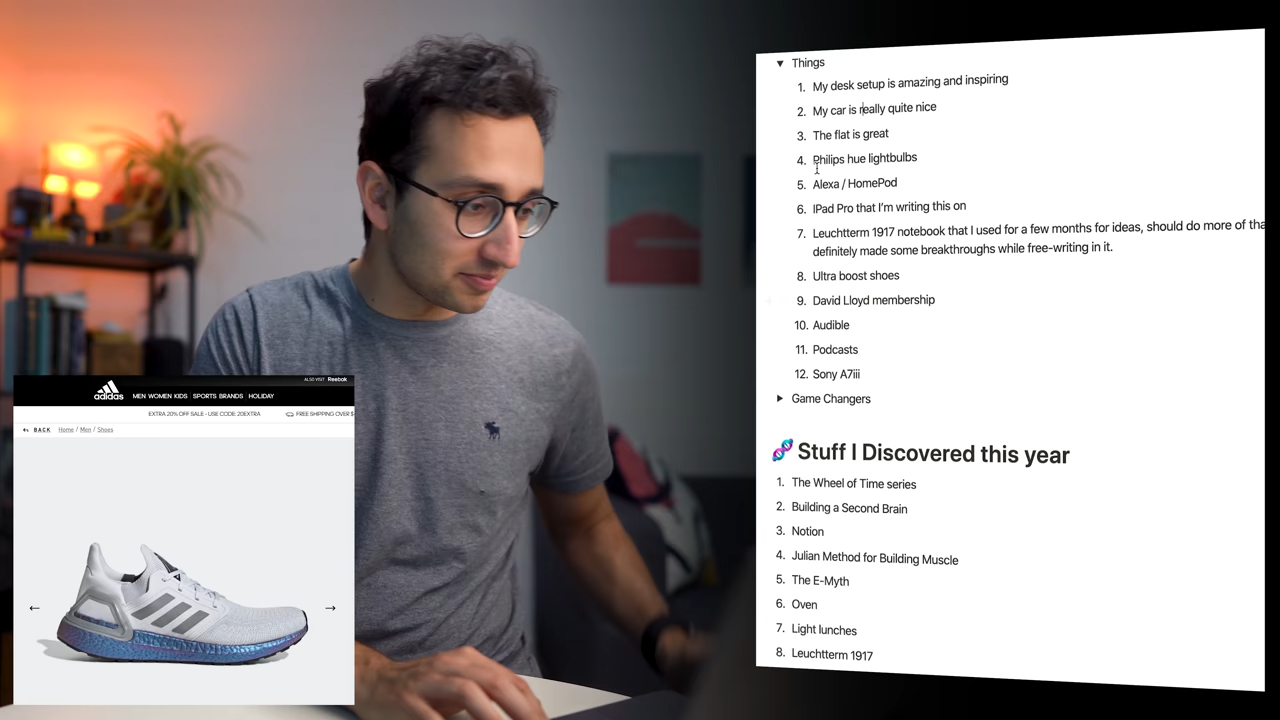 Things
1. My desk setup is amazing and inspiring
2. My car is really quite nice
3. The flat is great
4. Philips hue lightbulbs
5. Alexa / HomePod
6. IPad Pro that I'm writing this on
7. Leuchtterm 1917 notebook that I used for a few months for ideas, should do more of tha
definitely made some breakthroughs while free-writing in it.
8. Ultra boost shoes
9. David Lloyd membership
10. Audible
11. Podcasts
12. Sony A7iii
Game Changers
Stuff I Discovered this year
1. The Wheel of Time series
2. Building a Second Brain
3. Notion
4. Julian Method for Building Muscle
5. The E-Myth
6. Oven
7. Light lunches
8. Leuchtterm 1917
ALSO VISIT Reebok
adidas
MEN WOMEN KIDS SPORTS BRANDS HOLIDAY
EXTRA 20% OFF SALE - USE CODE: 20EXTRA FREE SHIPPING OVER $
BACK Home / Men / Shoes